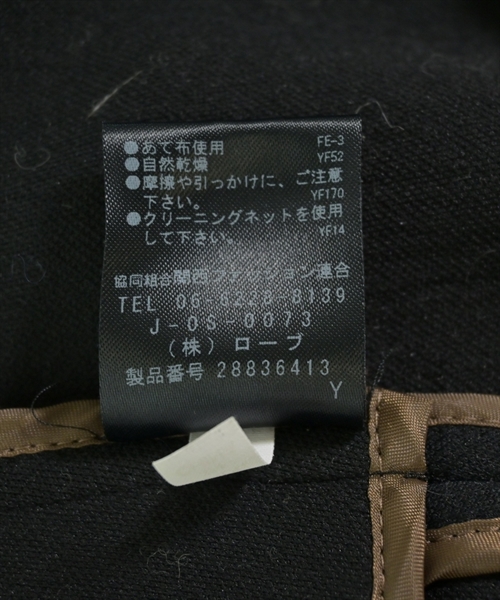 ●あて布使用 FE-3
●自然乾燥 YF52
●摩擦や引っかけに、ご注意
下さい。 YF170
●クリーニングネットを使用
して下さい。 YF14
協同組合関西ファッション連合
TEL 06-6228-8139
J-OS-0073
(株) ローブ
製品番号 28836413
Y